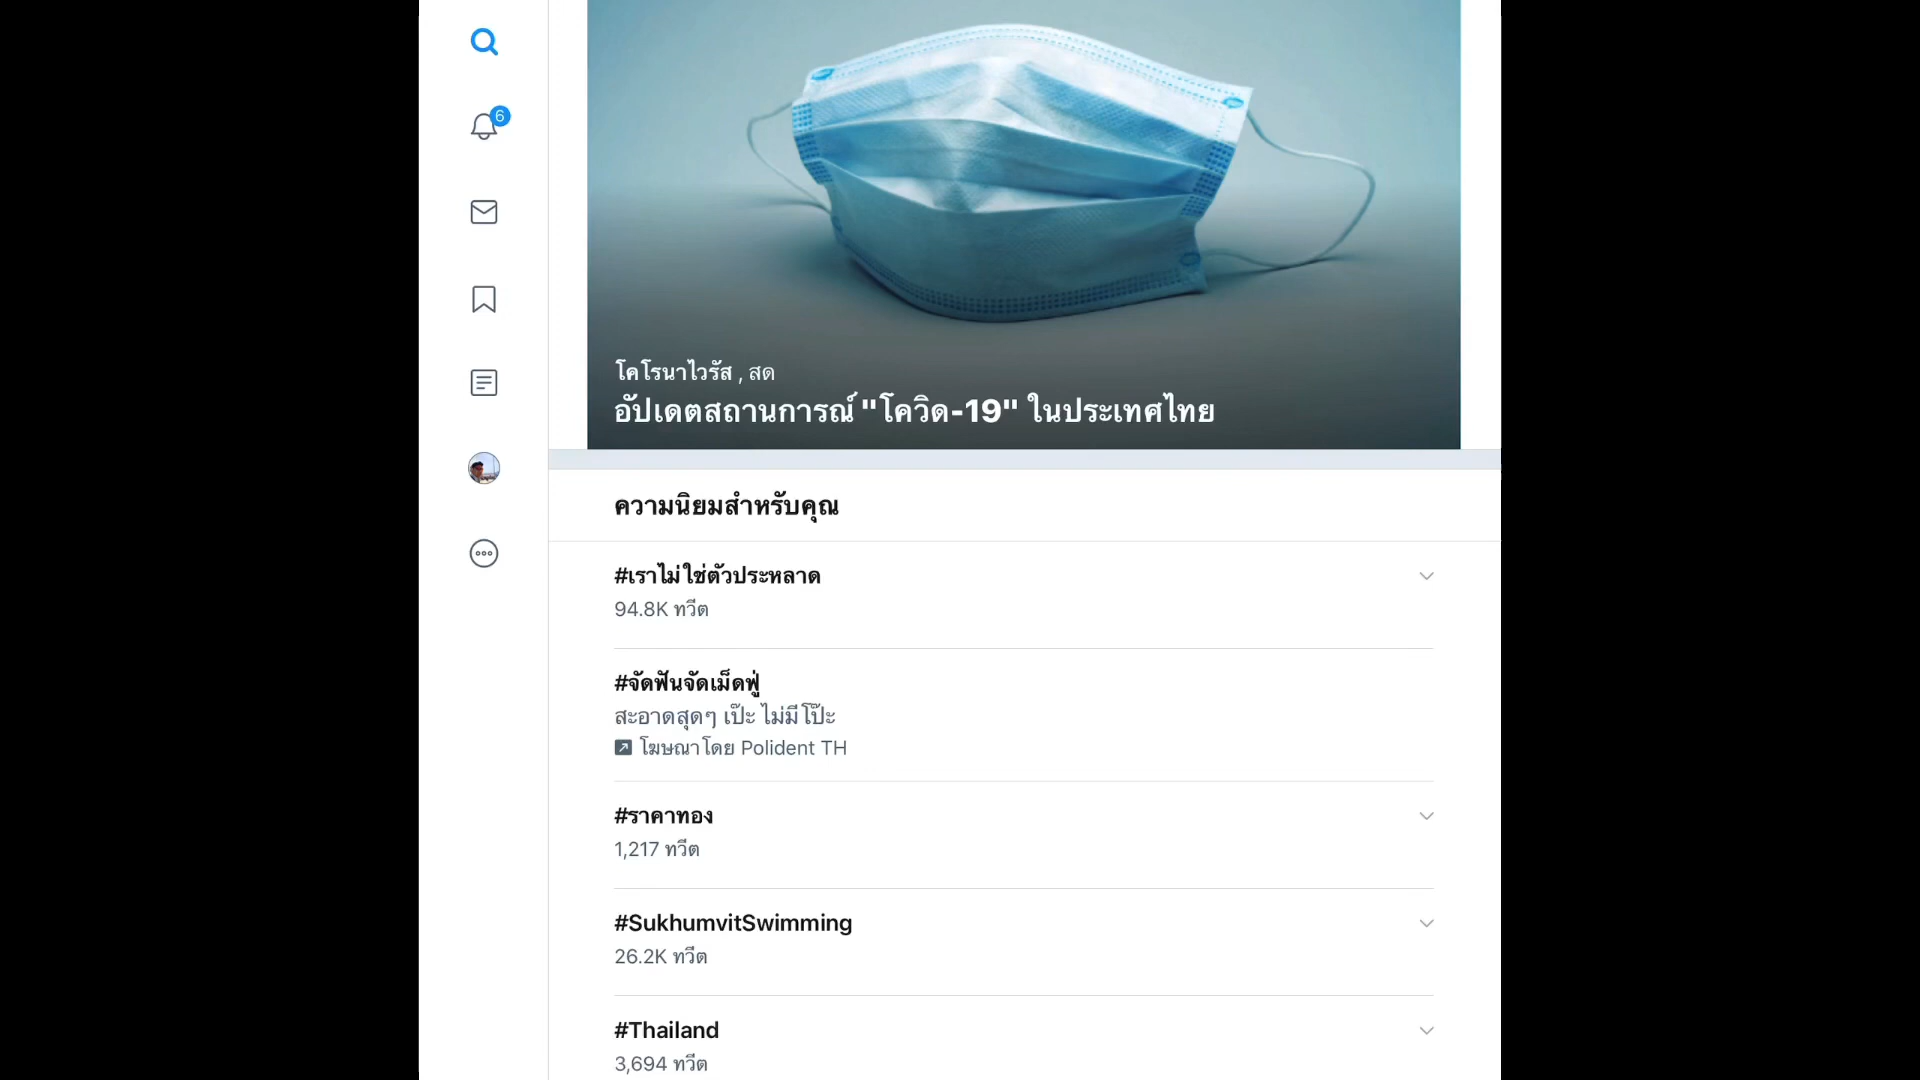 6
โคโรนาไวรัส , สด
อัปเดตสถานการณ์ "โควิด-19" ในประเทศไทย
ความนิยมสำหรับคุณ
#เราไม่ใช่ตัวประหลาด
94.8K ทวีต
#จัดฟันจัดเม็ดฟู่
สะอาดสุดๆ เป๊ะ ไม่มีโป๊ะ
โฆษณาโดย Polident TH
#ราคาทอง
1,217 ทวีต
#SukhumvitSwimming
26.2K ทวีต
#Thailand
3,694 ทวีต